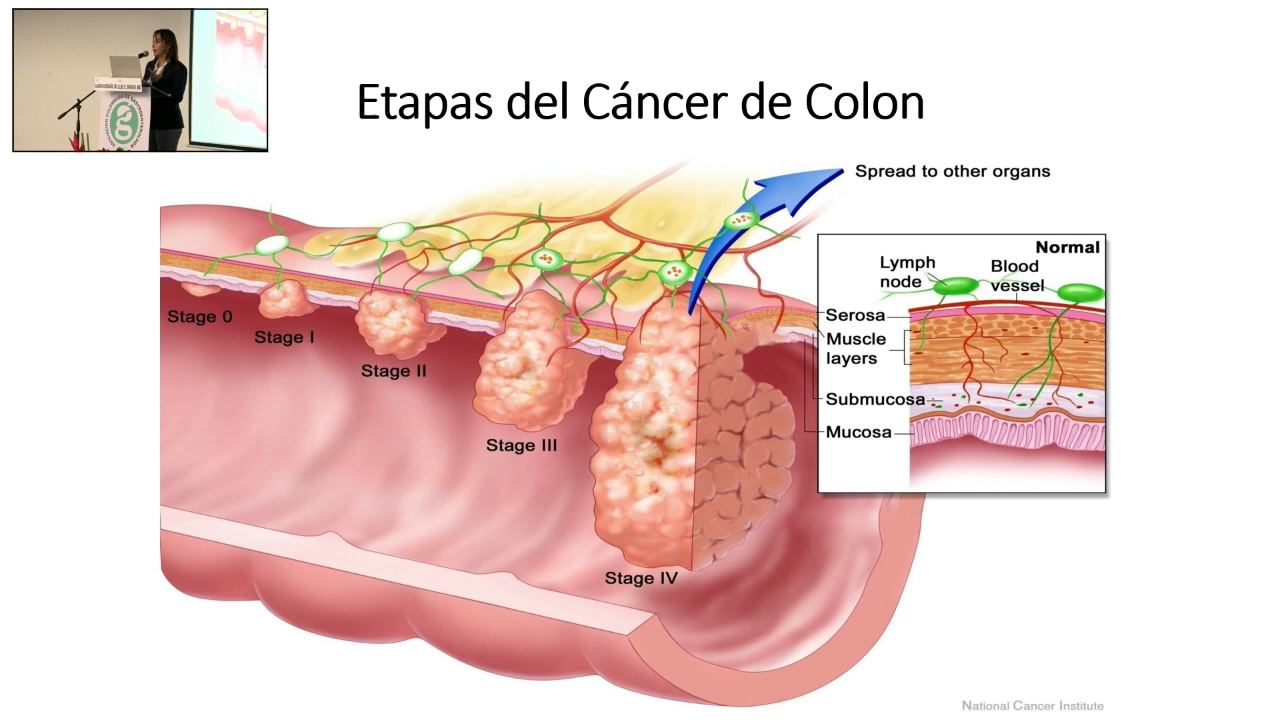 Etapas del Cáncer de Colon
Spread to other organs
Normal
Lymph
node
Blood
vessel
Serosa
Muscle
layers
Submucosa
Mucosa
Stage 0
Stage I
Stage II
Stage III
Stage IV
National Cancer Institute